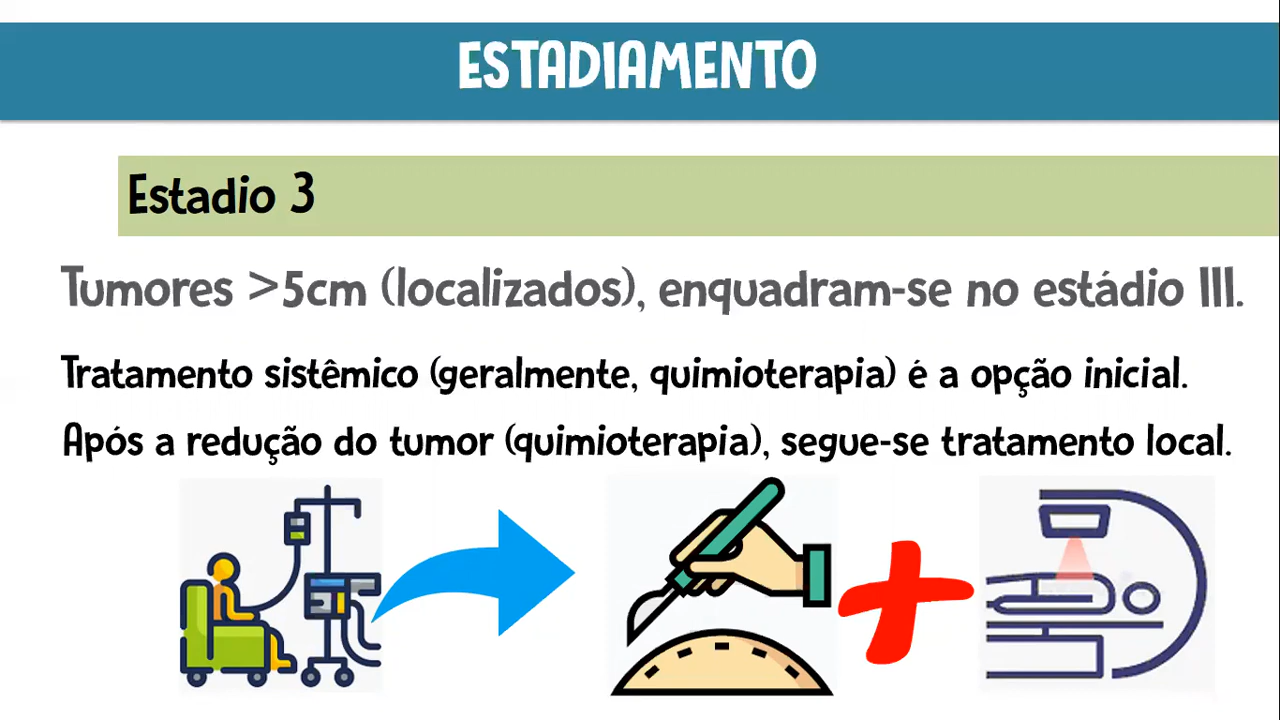 ESTADIAMENTO
Estadio 3
Tumores >5cm (localizados), enquadram-se no estádio III.
Tratamento sistêmico (geralmente, quimioterapia) é a opção inicial.
Após a redução do tumor (quimioterapia), segue-se tratamento local.